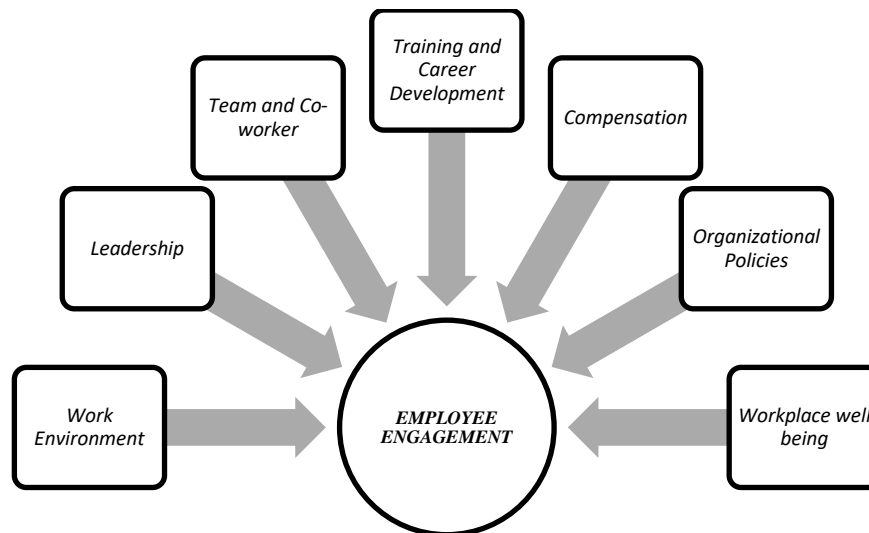 Training and
Career
Development
Team and Co-
worker
Compensation
Leadership
Organizational
Policies
Work
Environment
EMPLOYEE
ENGAGEMENT
Workplace well
being